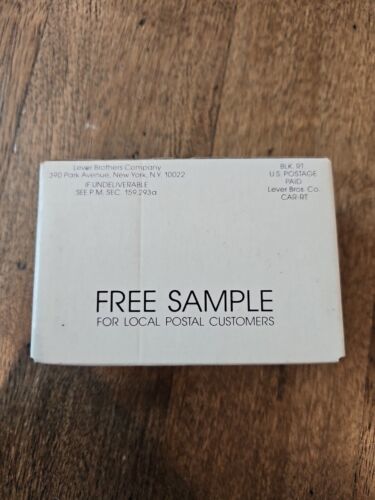 Lever Brothers Company
390 Park Avenue, New York, N.Y. 10022
IF UNDELIVERABLE
SEE P.M. SEC. 159.293a
BLK. RT.
U.S. POSTAGE
PAID
Lever Bros. Co.
CAR-RT
FREE SAMPLE
FOR LOCAL POSTAL CUSTOMERS